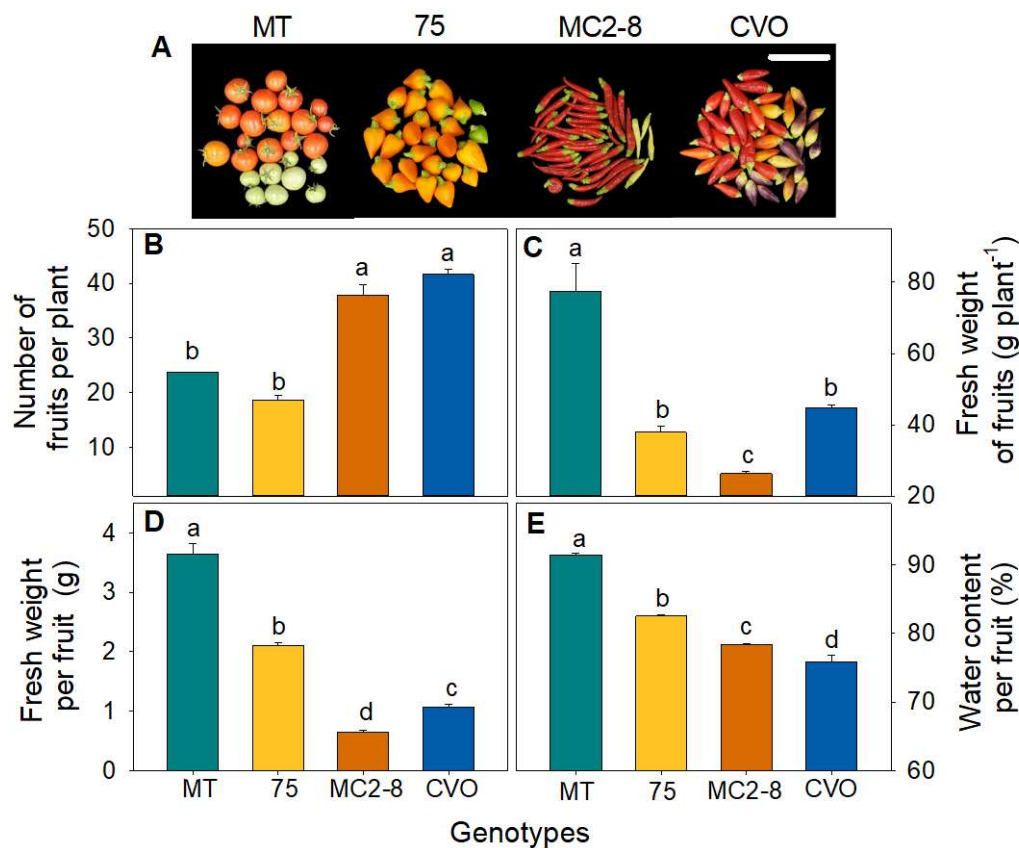 MT 75 MC2-8 CVO
A
B
Number of
fruits per plant
50
40
30
20
10
b b a a
C
Fresh weight
of fruits (g plant⁻¹)
80
60
40
20
a b c b
D
Fresh weight
per fruit (g)
4
3
2
1
0
a b d c
MT 75 MC2-8 CVO
E
Water content
per fruit (%)
90
80
70
60
a b c d
MT 75 MC2-8 CVO
Genotypes